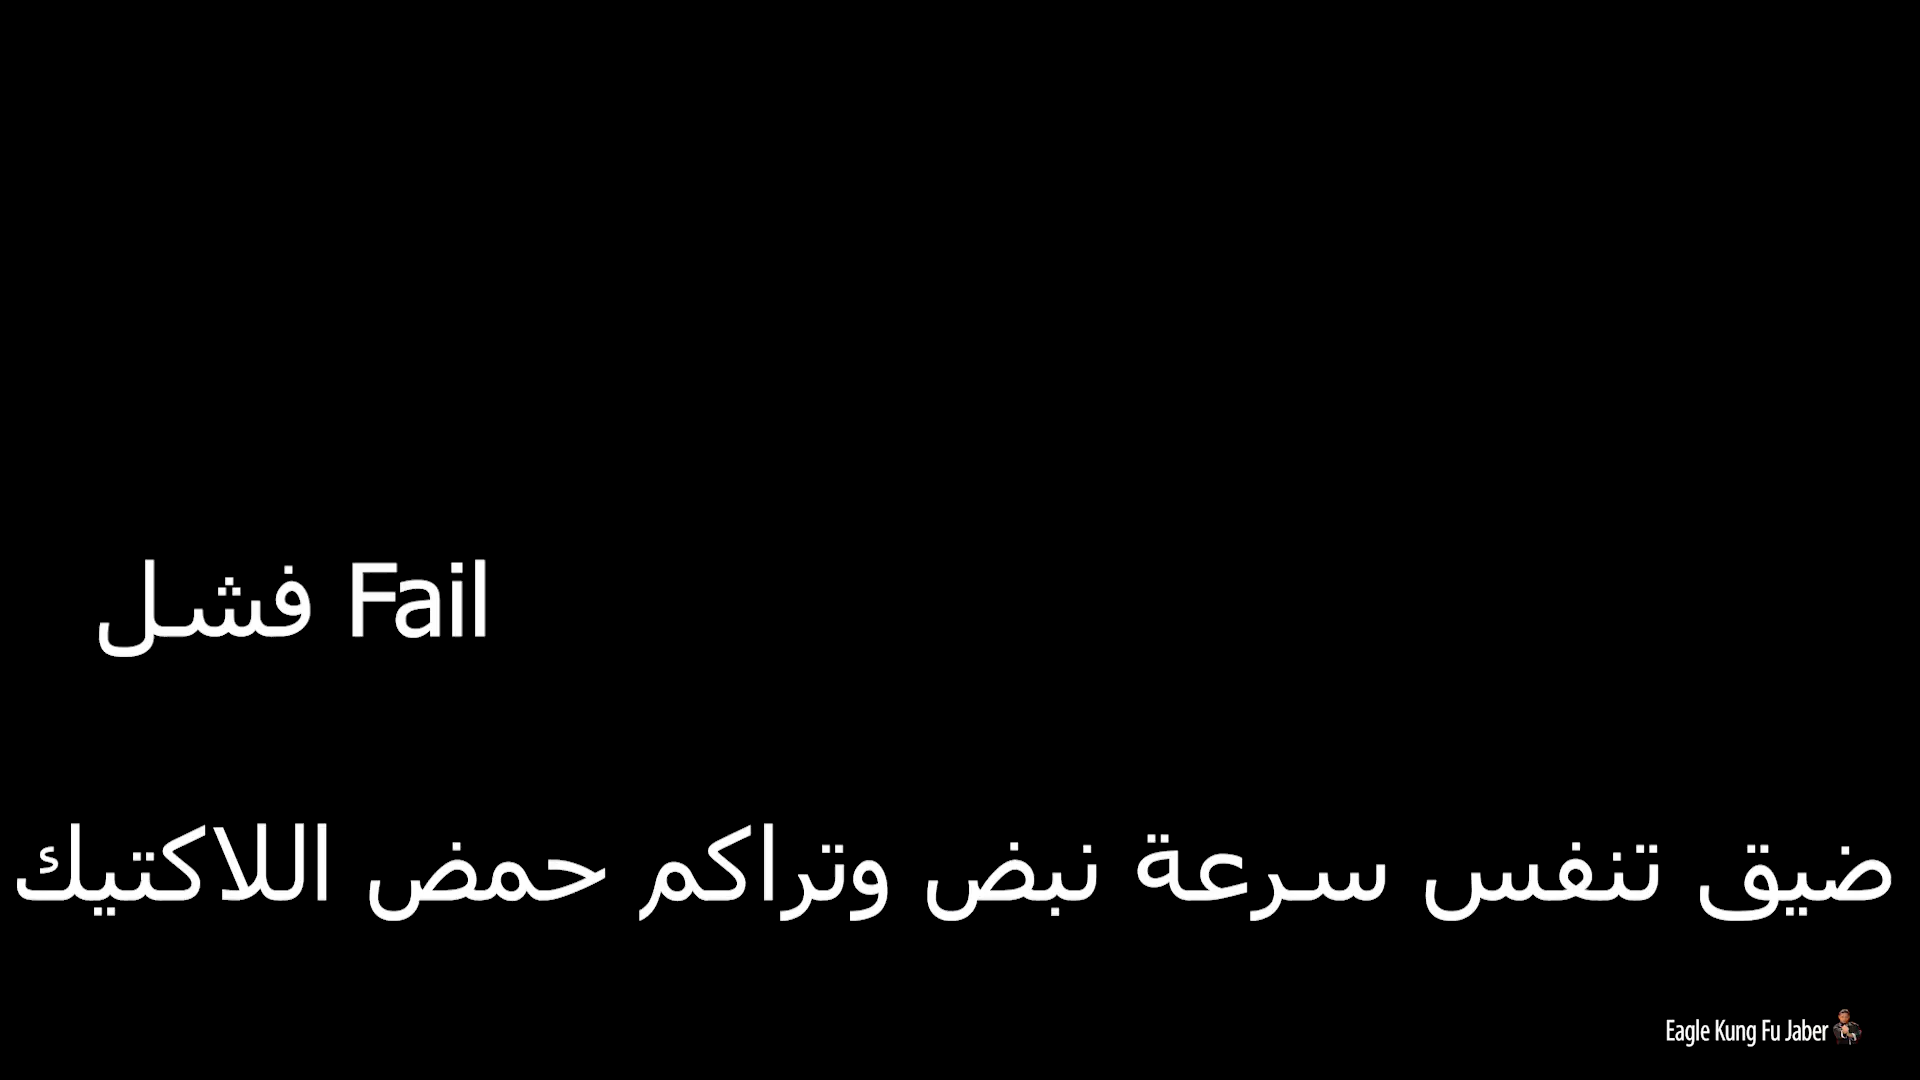 فشل Fail
ضيق تنفس سرعة نبض وتراكم حمض اللاكتيك
Eagle Kung Fu Jaber